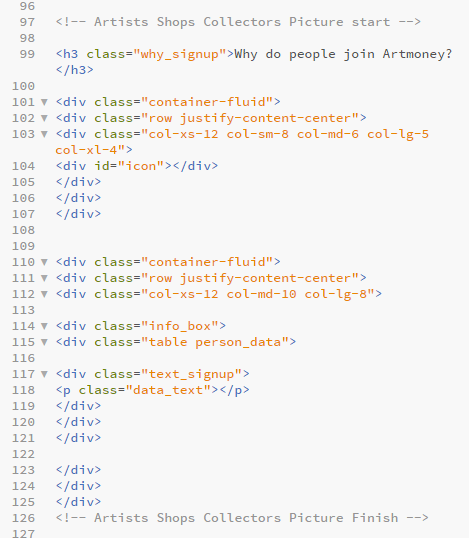 96
97 <!-- Artists Shops Collectors Picture start -->
98
99 <h3 class="why_signup">Why do people join Artmoney?
</h3>
100
101 ▼ <div class="container-fluid">
102 ▼ <div class="row justify-content-center">
103 ▼ <div class="col-xs-12 col-sm-8 col-md-6 col-lg-5
col-xl-4">
104 <div id="icon"></div>
105 </div>
106 </div>
107 </div>
108
109
110 ▼ <div class="container-fluid">
111 ▼ <div class="row justify-content-center">
112 ▼ <div class="col-xs-12 col-md-10 col-lg-8">
113
114 ▼ <div class="info_box">
115 ▼ <div class="table person_data">
116
117 ▼ <div class="text_signup">
118 <p class="data_text"></p>
119 </div>
120 </div>
121 </div>
122
123 </div>
124 </div>
125 </div>
126 <!-- Artists Shops Collectors Picture Finish -->
127